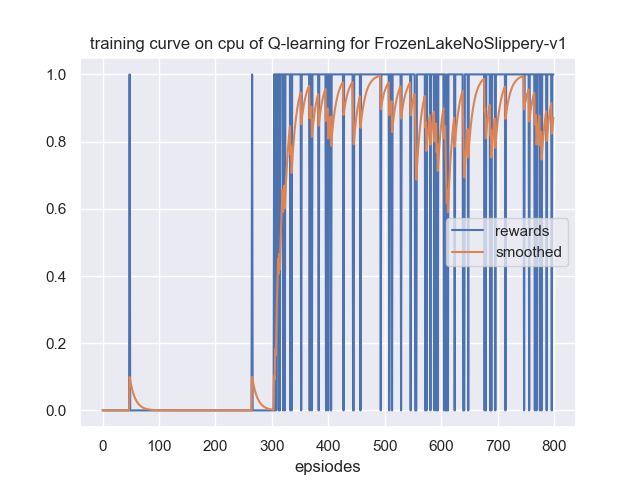 training curve on cpu of Q-learning for FrozenLakeNoSlippery-v1
1.0
0.8
0.6
0.4
0.2
0.0
rewards
smoothed
0 100 200 300 400 500 600 700 800
epsiodes